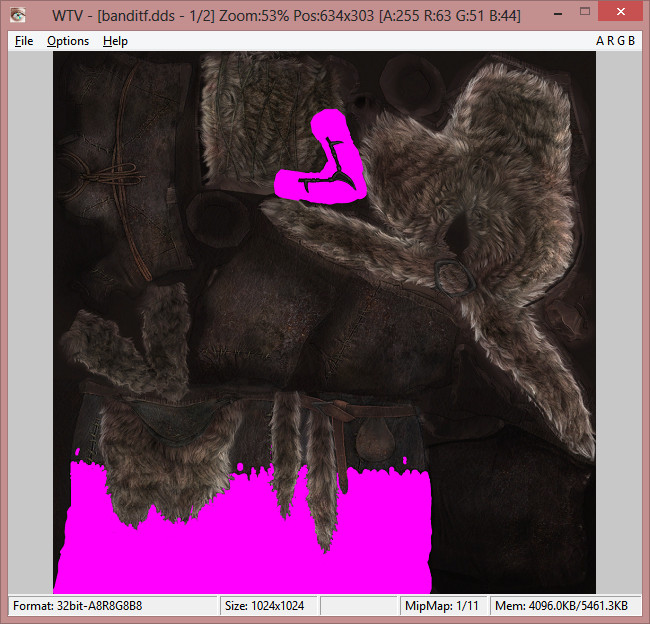 WTV - [banditf.dds - 1/2] Zoom:53% Pos:634x303 [A:255 R:63 G:51 B:44]
File Options Help A R G B
Format: 32bit-A8R8G8B8 Size: 1024x1024 MipMap: 1/11 Mem: 4096.0KB/5461.3KB